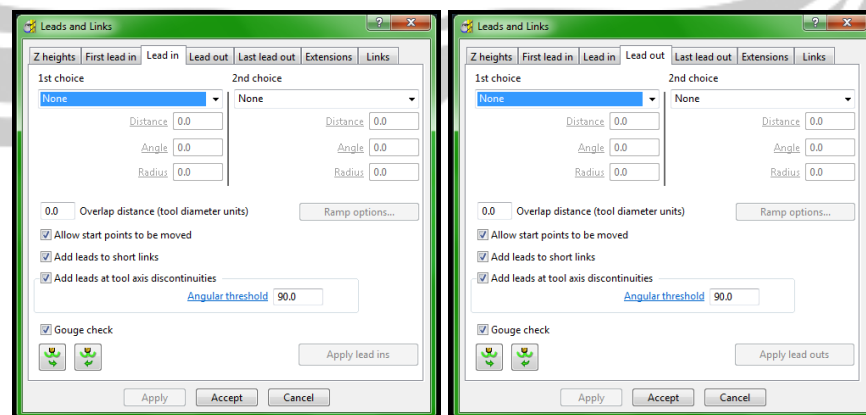 Leads and Links
Z heights First lead in Lead in Lead out Last lead out Extensions Links
1st choice 2nd choice
None None
Distance 0.0 Distance 0.0
Angle 0.0 Angle 0.0
Radius 0.0 Radius 0.0
0.0 Overlap distance (tool diameter units) Ramp options...
Allow start points to be moved
Add leads to short links
Add leads at tool axis discontinuities
Angular threshold 90.0
Gouge check
Apply lead ins
Apply Accept Cancel
Leads and Links
Z heights First lead in Lead in Lead out Last lead out Extensions Links
1st choice 2nd choice
None None
Distance 0.0 Distance 0.0
Angle 0.0 Angle 0.0
Radius 0.0 Radius 0.0
0.0 Overlap distance (tool diameter units) Ramp options...
Allow start points to be moved
Add leads to short links
Add leads at tool axis discontinuities
Angular threshold 90.0
Gouge check
Apply lead outs
Apply Accept Cancel